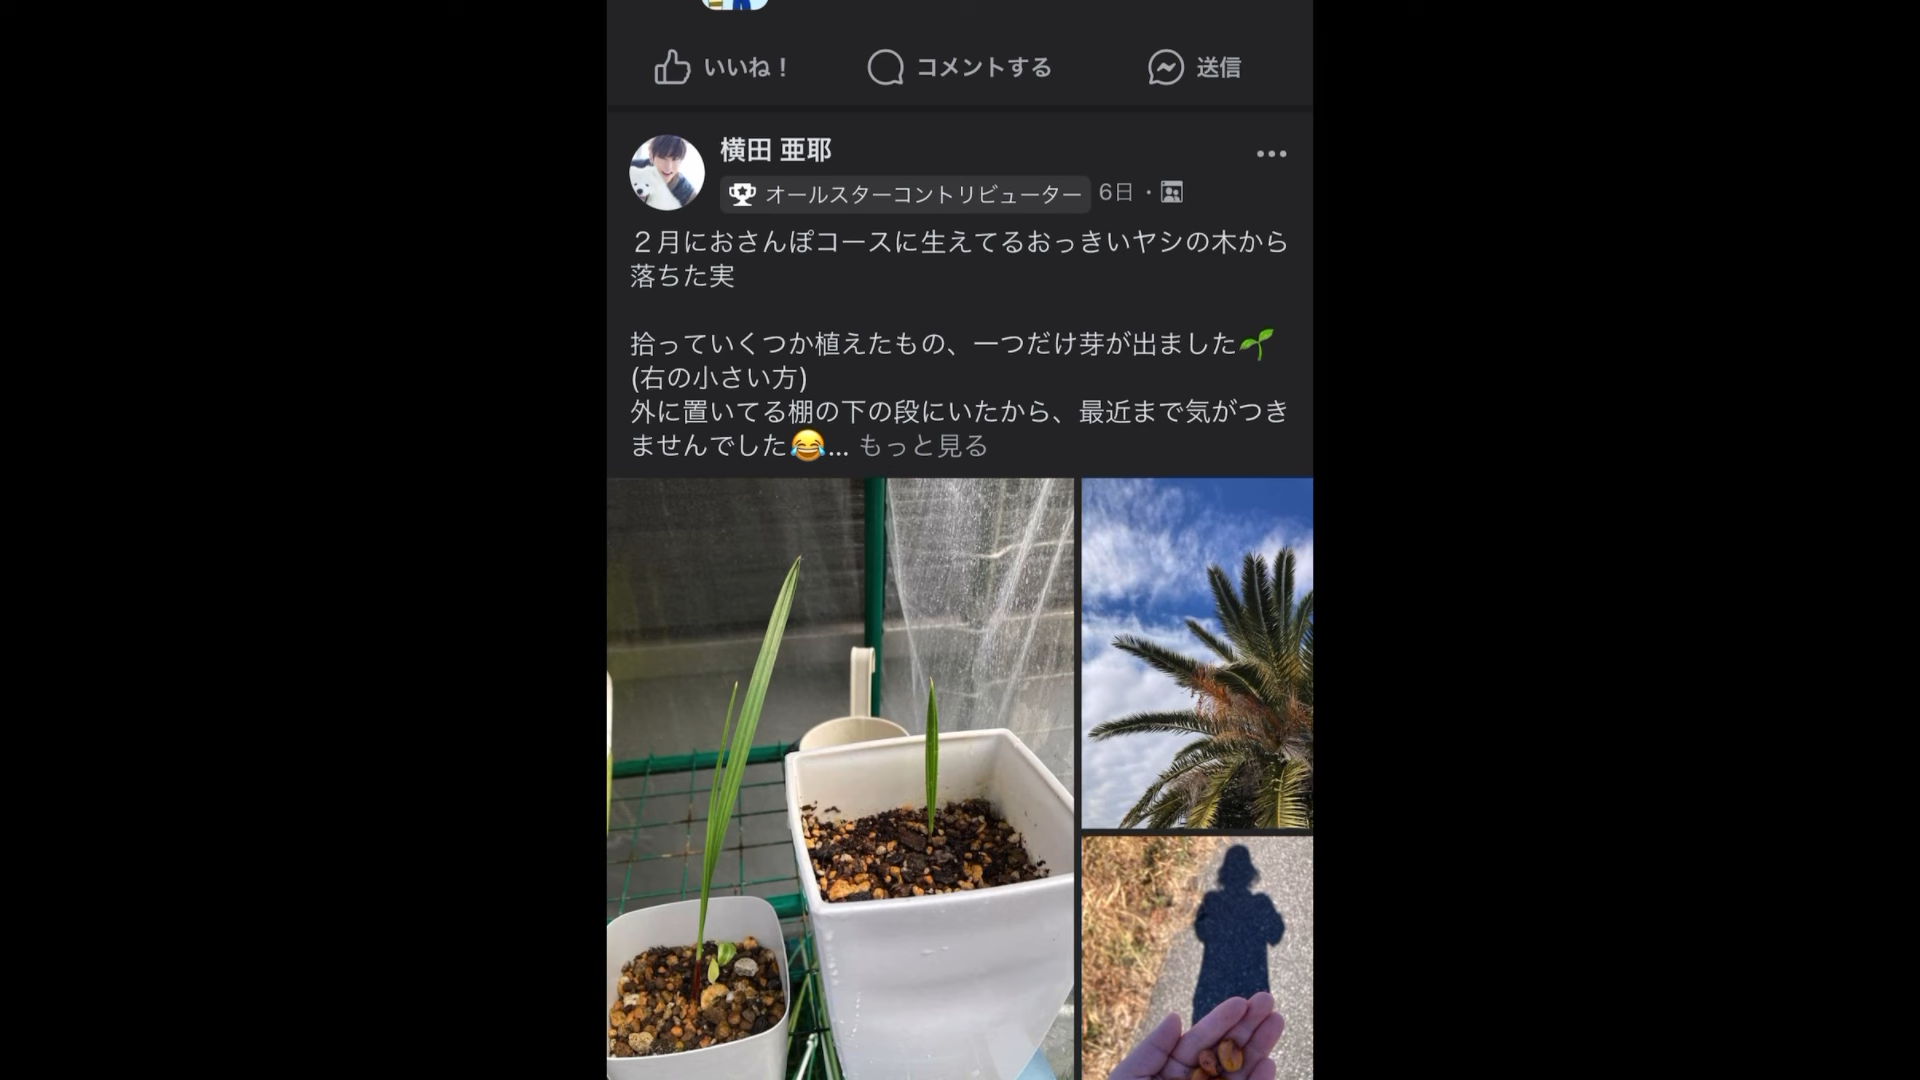 いいね！ コメントする 送信
横田 亜耶
オールスターコントリビューター 6日 ·
２月におさんぽコースに生えてるおっきいヤシの木から
落ちた実
拾っていくつか植えたもの、一つだけ芽が出ました🌱
(右の小さい方)
外に置いてる棚の下の段にいたから、最近まで気がつき
ませんでした😂... もっと見る